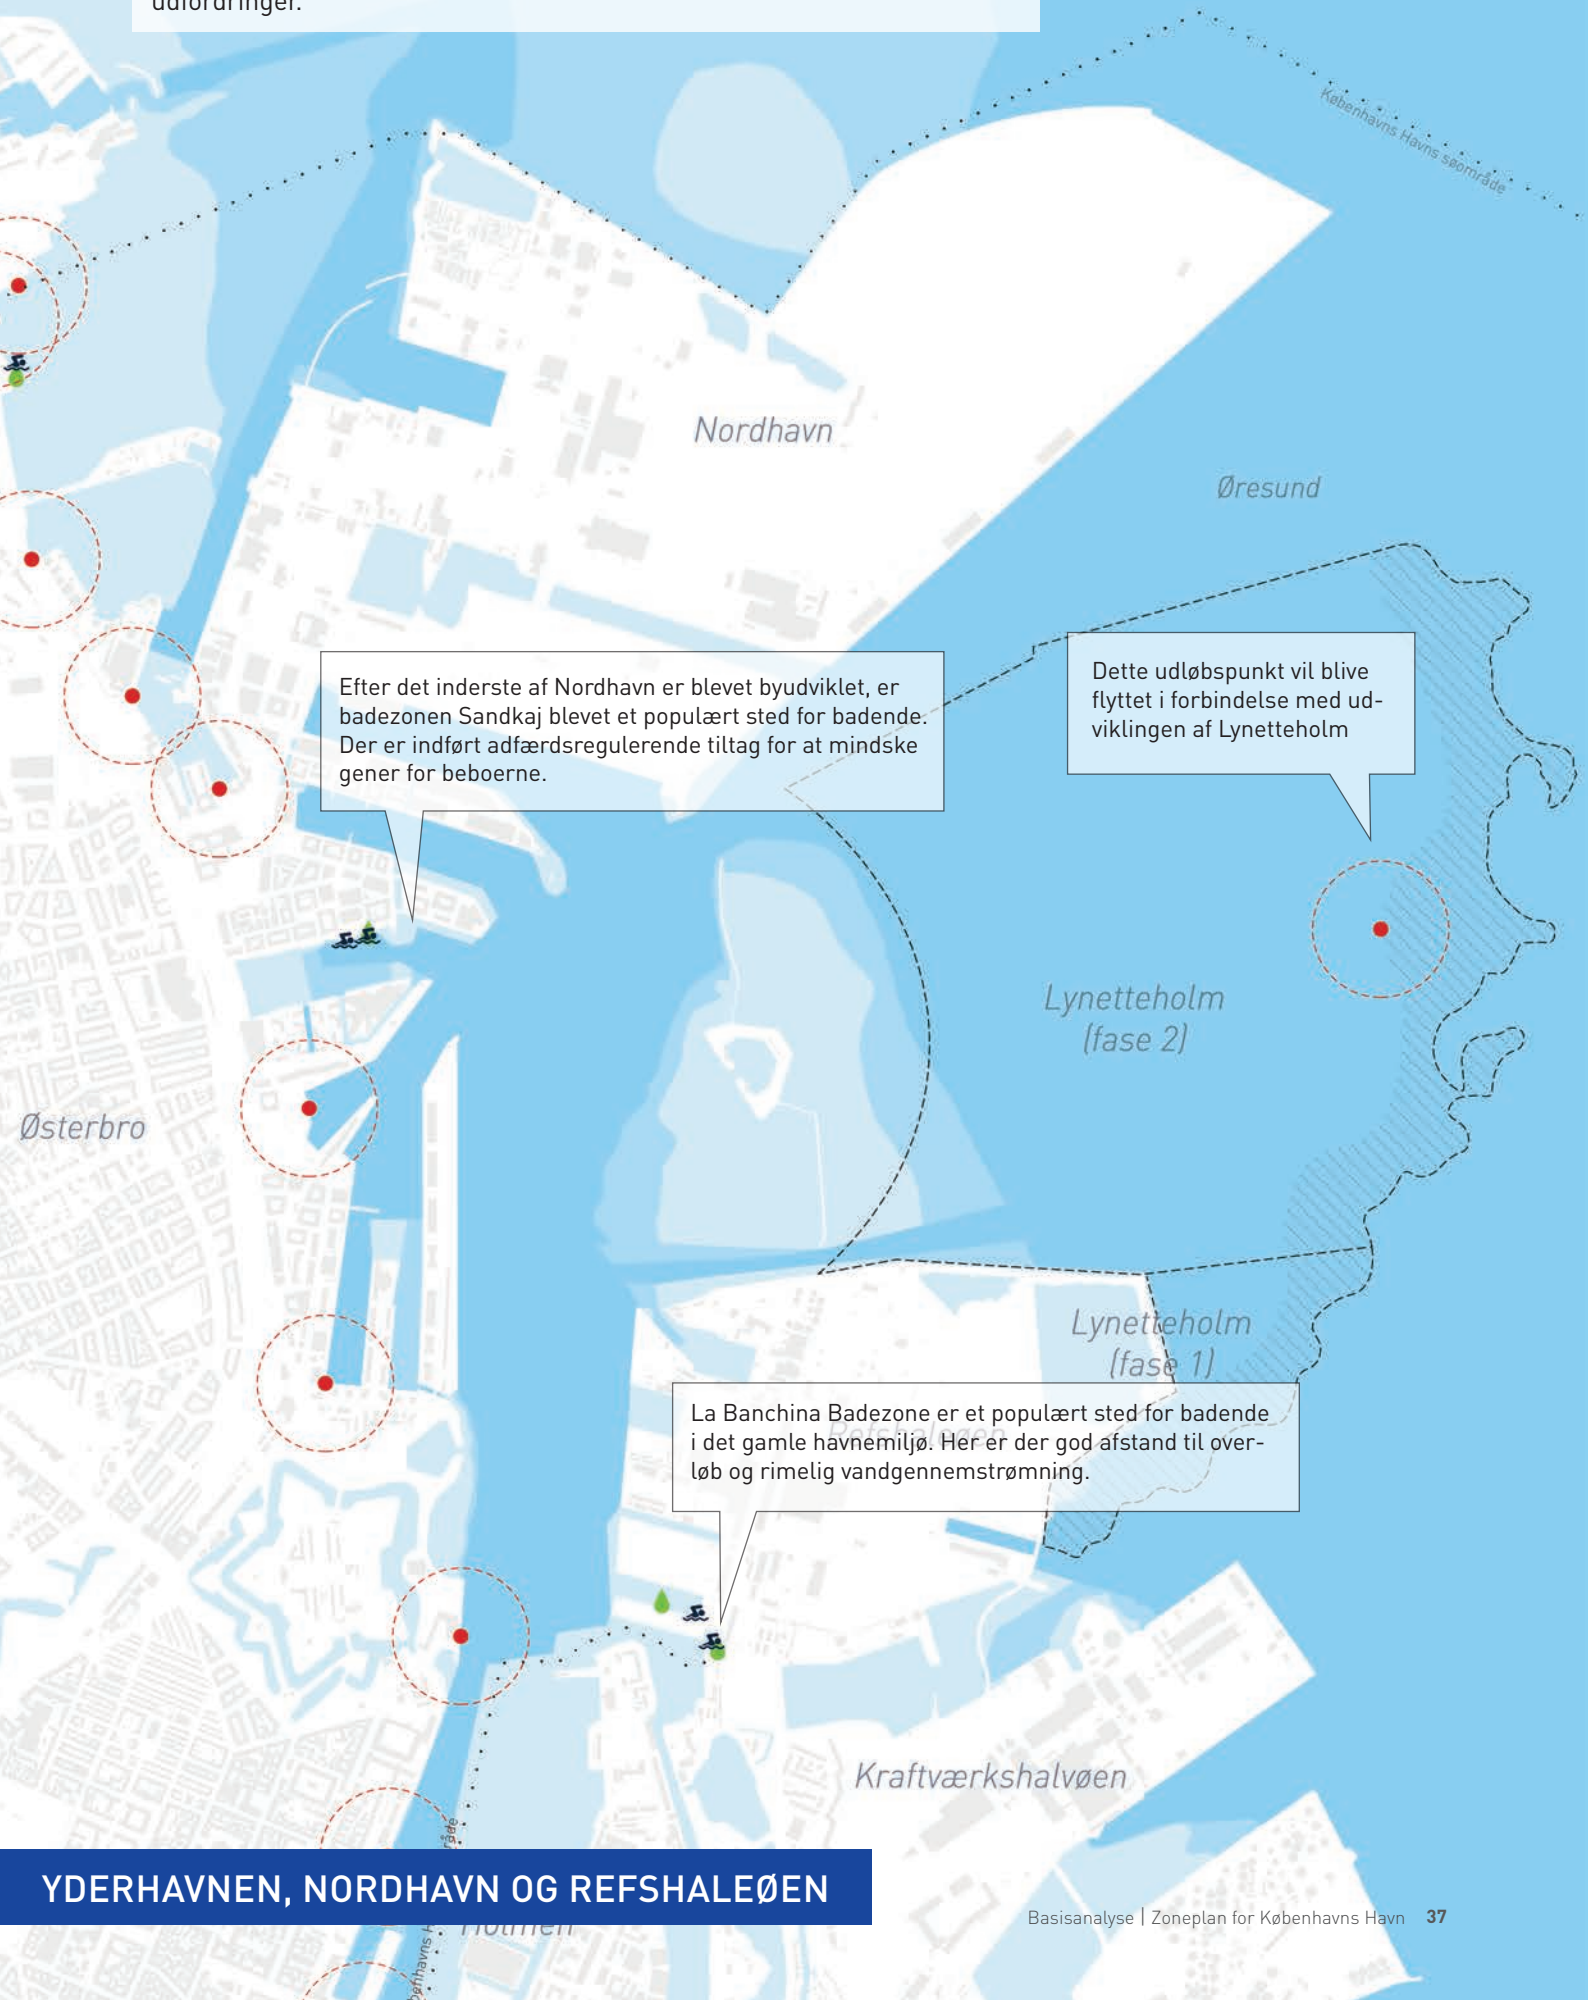 udfordringer.
Københavns Havns søområde
Nordhavn
Øresund
Efter det inderste af Nordhavn er blevet byudviklet, er
badezonen Sandkaj blevet et populært sted for badende.
Der er indført adfærdsregulerende tiltag for at mindske
gener for beboerne.
Dette udløbspunkt vil blive
flyttet i forbindelse med ud-
viklingen af Lynetteholm
Lynetteholm
(fase 2)
Østerbro
Lynetteholm
(fase 1)
Refshaleøen
La Banchina Badezone er et populært sted for badende
i det gamle havnemiljø. Her er der god afstand til over-
løb og rimelig vandgennemstrømning.
Kraftværkshalvøen
YDERHAVNEN, NORDHAVN OG REFSHALEØEN
Holmen
Basisanalyse | Zoneplan for Københavns Havn 37